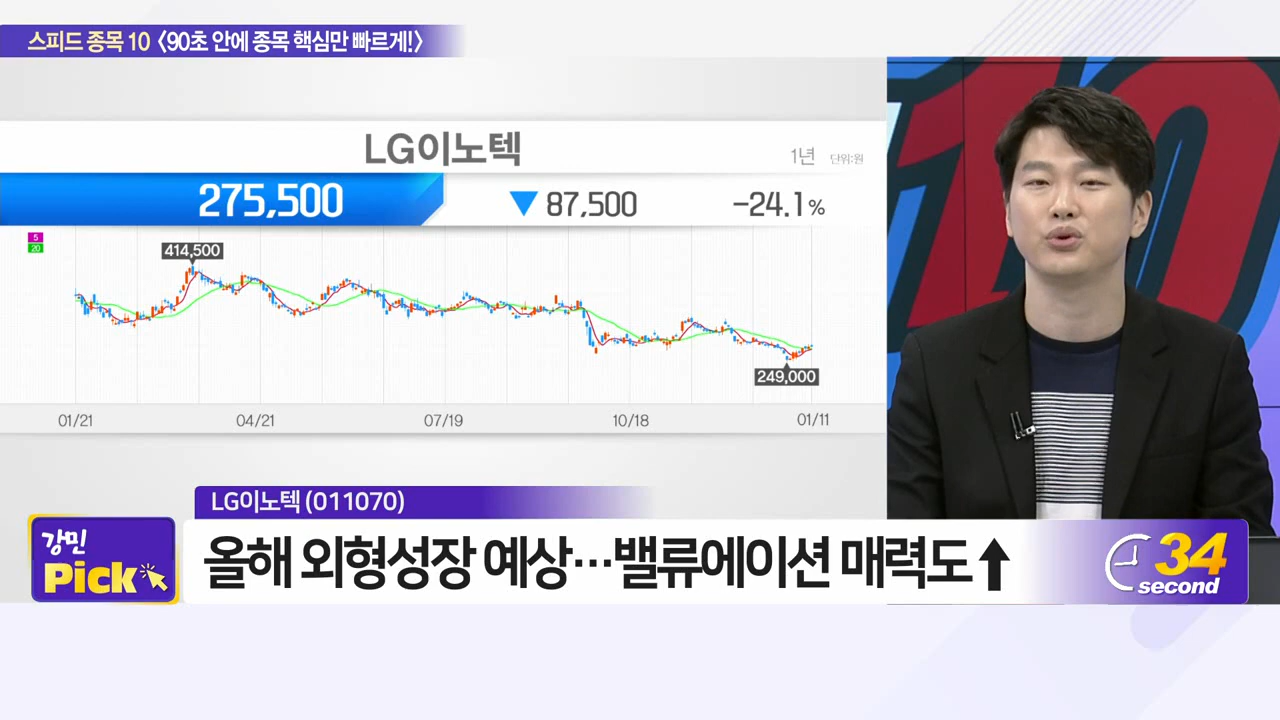 스피드 종목 10 〈90초 안에 종목 핵심만 빠르게!〉
LG이노텍
1년 단위:원
275,500 ▼ 87,500 -24.1%
5
20
414,500
249,000
01/21 04/21 07/19 10/18 01/11
LG이노텍 (011070)
강민
Pick
올해 외형성장 예상…밸류에이션 매력도↑
34
second
10